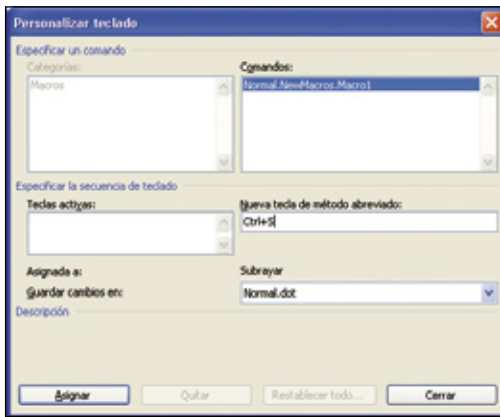 Personalizar teclado
Especificar un comando
Categorías:
Comandos:
Macros
Normal.NewMacros.Macro1
Especificar la secuencia de teclado
Teclas activas:
Nueva tecla de método abreviado:
Ctrl+S
Asignada a:
Subrayar
Guardar cambios en:
Normal.dot
Descripción
Asignar
Quitar
Restablecer todo...
Cerrar